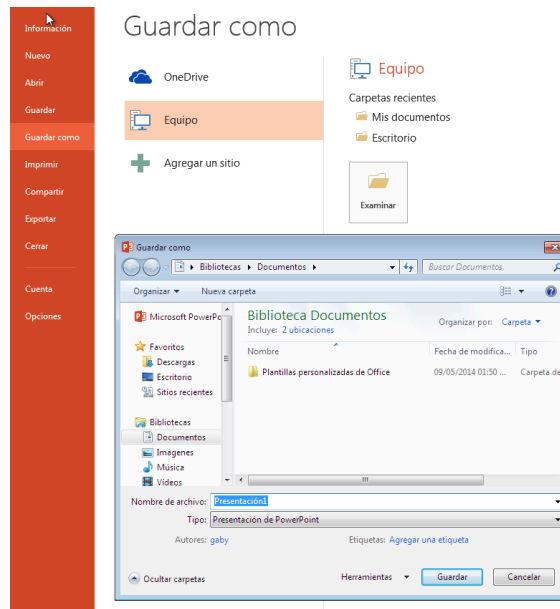 Guardar como
Información
Nuevo
Abrir
Guardar
Guardar como
Imprimir
Compartir
Exportar
Cerrar
Cuenta
Opciones
OneDrive
Equipo
Agregar un sitio
Equipo
Carpetas recientes
Mis documentos
Escritorio
Examinar
Guardar como
Bibliotecas Documentos
Buscar Documentos
Organizar Nueva carpeta
Microsoft PowerPo
Favoritos
Descargas
Escritorio
Sitios recientes
Bibliotecas
Documentos
Imágenes
Música
Vídeos
Biblioteca Documentos
Incluye: 2 ubicaciones
Organizar por: Carpeta
Nombre Fecha de modifica... Tipo
Plantillas personalizadas de Office 09/05/2014 01:50 ... Carpeta de
Nombre de archivo: Presentación1
Tipo: Presentación de PowerPoint
Autores: gaby Etiquetas: Agregar una etiqueta
Ocultar carpetas Herramientas Guardar Cancelar